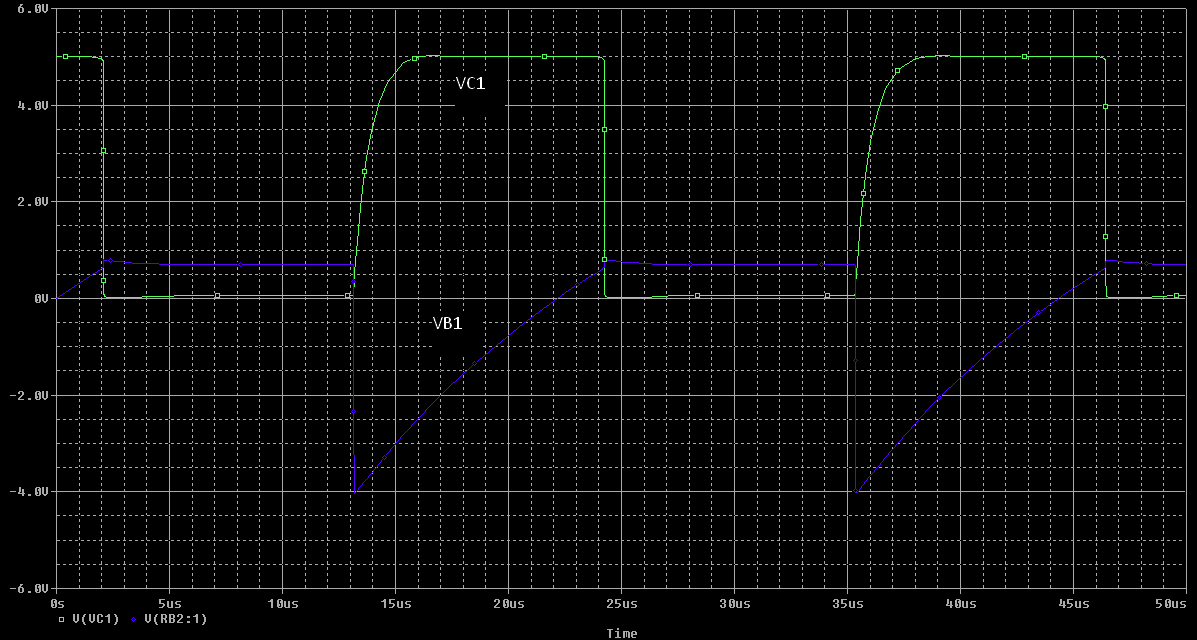 6.0V
VC1
4.0V
2.0V
0V
VB1
-2.0V
-4.0V
-6.0V
0s 5us 10us 15us 20us 25us 30us 35us 40us 45us 50us
V(VC1) V(RB2:1)
Time